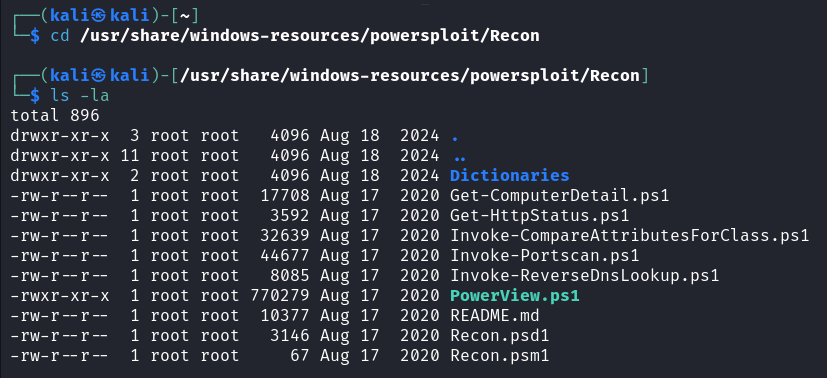 ┌──(kali㉿kali)-[~]
└─$ cd /usr/share/windows-resources/powersploit/Recon
┌──(kali㉿kali)-[/usr/share/windows-resources/powersploit/Recon]
└─$ ls -la
total 896
drwxr-xr-x  3 root root   4096 Aug 18  2024 .
drwxr-xr-x 11 root root   4096 Aug 18  2024 ..
drwxr-xr-x  2 root root   4096 Aug 18  2024 Dictionaries
-rw-r--r--  1 root root  17708 Aug 17  2020 Get-ComputerDetail.ps1
-rw-r--r--  1 root root   3592 Aug 17  2020 Get-HttpStatus.ps1
-rw-r--r--  1 root root  32639 Aug 17  2020 Invoke-CompareAttributesForClass.ps1
-rw-r--r--  1 root root  44677 Aug 17  2020 Invoke-Portscan.ps1
-rw-r--r--  1 root root   8085 Aug 17  2020 Invoke-ReverseDnsLookup.ps1
-rwxr-xr-x  1 root root 770279 Aug 17  2020 PowerView.ps1
-rw-r--r--  1 root root  10377 Aug 17  2020 README.md
-rw-r--r--  1 root root   3146 Aug 17  2020 Recon.psd1
-rw-r--r--  1 root root     67 Aug 17  2020 Recon.psm1